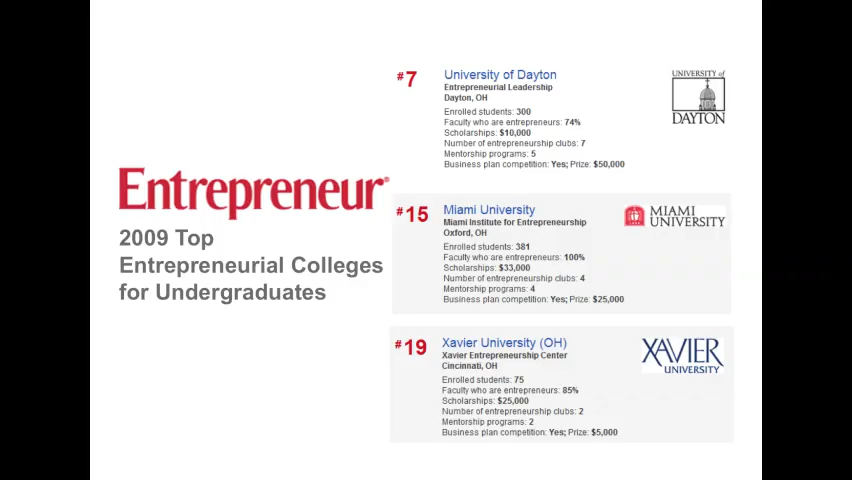 Entrepreneur®
2009 Top
Entrepreneurial Colleges
for Undergraduates
#7
University of Dayton
Entrepreneurial Leadership
Dayton, OH
Enrolled students: 300
Faculty who are entrepreneurs: 74%
Scholarships: $10,000
Number of entrepreneurship clubs: 7
Mentorship programs: 5
Business plan competition: Yes; Prize: $50,000
UNIVERSITY of
DAYTON
#15
Miami University
Miami Institute for Entrepreneurship
Oxford, OH
Enrolled students: 381
Faculty who are entrepreneurs: 100%
Scholarships: $33,000
Number of entrepreneurship clubs: 4
Mentorship programs: 4
Business plan competition: Yes; Prize: $25,000
MIAMI
UNIVERSITY
#19
Xavier University (OH)
Xavier Entrepreneurship Center
Cincinnati, OH
Enrolled students: 75
Faculty who are entrepreneurs: 85%
Scholarships: $25,000
Number of entrepreneurship clubs: 2
Mentorship programs: 2
Business plan competition: Yes; Prize: $5,000
XAVIER
UNIVERSITY